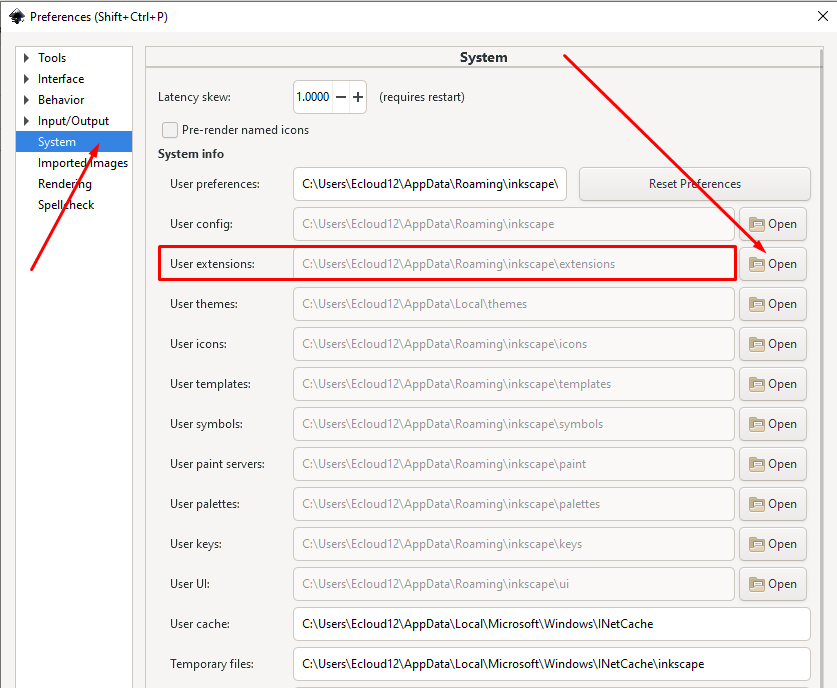 Preferences (Shift+Ctrl+P)
Tools
Interface
Behavior
Input/Output
System
Imported Images
Rendering
Spellcheck
System
Latency skew: 1.0000 (requires restart)
Pre-render named icons
System info
User preferences: C:\Users\Ecloud12\AppData\Roaming\inkscape\ Reset Preferences
User config: C:\Users\Ecloud12\AppData\Roaming\inkscape Open
User extensions: C:\Users\Ecloud12\AppData\Roaming\inkscape\extensions Open
User themes: C:\Users\Ecloud12\AppData\Local\themes Open
User icons: C:\Users\Ecloud12\AppData\Roaming\inkscape\icons Open
User templates: C:\Users\Ecloud12\AppData\Roaming\inkscape\templates Open
User symbols: C:\Users\Ecloud12\AppData\Roaming\inkscape\symbols Open
User paint servers: C:\Users\Ecloud12\AppData\Roaming\inkscape\paint Open
User palettes: C:\Users\Ecloud12\AppData\Roaming\inkscape\palettes Open
User keys: C:\Users\Ecloud12\AppData\Roaming\inkscape\keys Open
User UI: C:\Users\Ecloud12\AppData\Roaming\inkscape\ui Open
User cache: C:\Users\Ecloud12\AppData\Local\Microsoft\Windows\INetCache
Temporary files: C:\Users\Ecloud12\AppData\Local\Microsoft\Windows\INetCache\inkscape